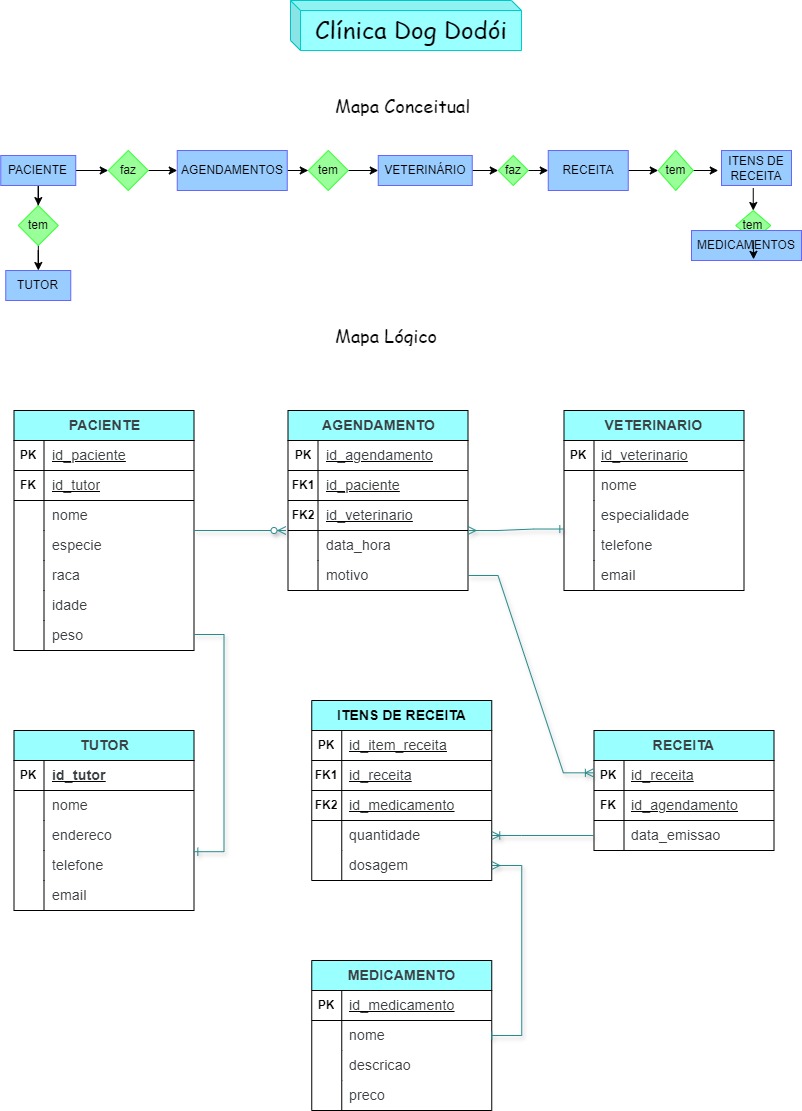 Clínica Dog Dodói
Mapa Conceitual
PACIENTE
faz
AGENDAMENTOS
tem
VETERINÁRIO
faz
RECEITA
tem
ITENS DE
RECEITA
tem
TUTOR
tem
MEDICAMENTOS
Mapa Lógico
PACIENTE
PK id_paciente
FK id_tutor
nome
especie
raca
idade
peso
AGENDAMENTO
PK id_agendamento
FK1 id_paciente
FK2 id_veterinario
data_hora
motivo
VETERINARIO
PK id_veterinario
nome
especialidade
telefone
email
TUTOR
PK id_tutor
nome
endereco
telefone
email
ITENS DE RECEITA
PK id_item_receita
FK1 id_receita
FK2 id_medicamento
quantidade
dosagem
RECEITA
PK id_receita
FK id_agendamento
data_emissao
MEDICAMENTO
PK id_medicamento
nome
descricao
preco